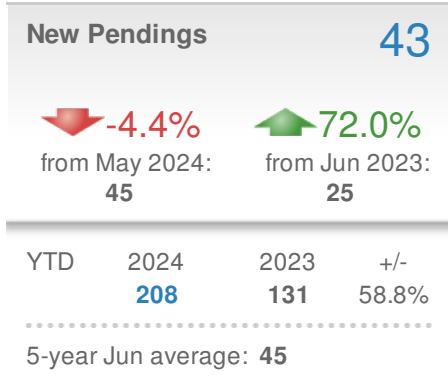 New Pendings 43
-4.4% 72.0%
from May 2024: from Jun 2023:
45 25
YTD 2024 2023 +/-
208 131 58.8%
5-year Jun average: 45